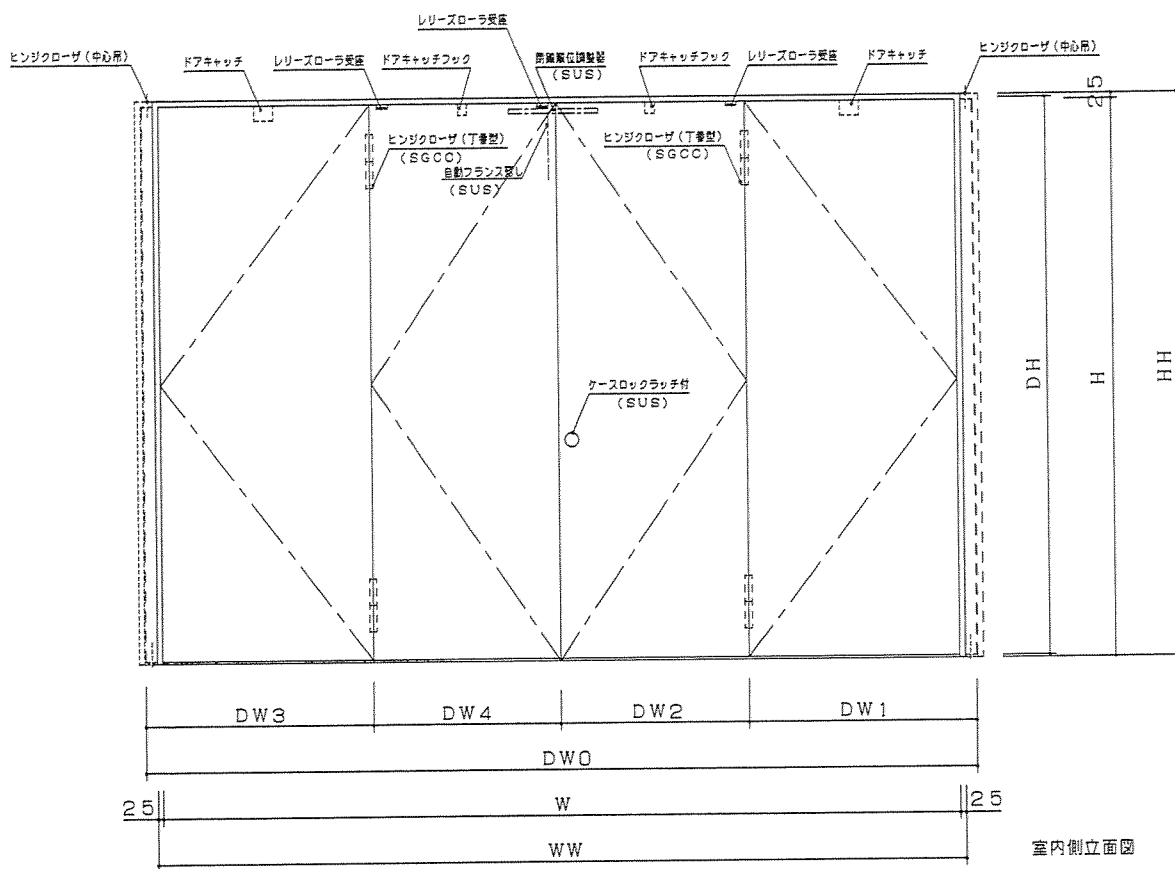 レリーズローラ受座
ヒンジクローザ(中心吊)
ドアキャッチ
レリーズローラ受座
ドアキャッチフック
閉鎖順位調整器
(SUS)
ドアキャッチフック
レリーズローラ受座
ドアキャッチ
ヒンジクローザ(中心吊)
25
ヒンジクローザ(丁番型)
(SGCC)
自動フランス落し
(SUS)
ヒンジクローザ(丁番型)
(SGCC)
ケースロックラッチ付
(SUS)
DH
H
HH
DW3
DW4
DW2
DW1
DW0
25
W
25
WW
室内側立面図